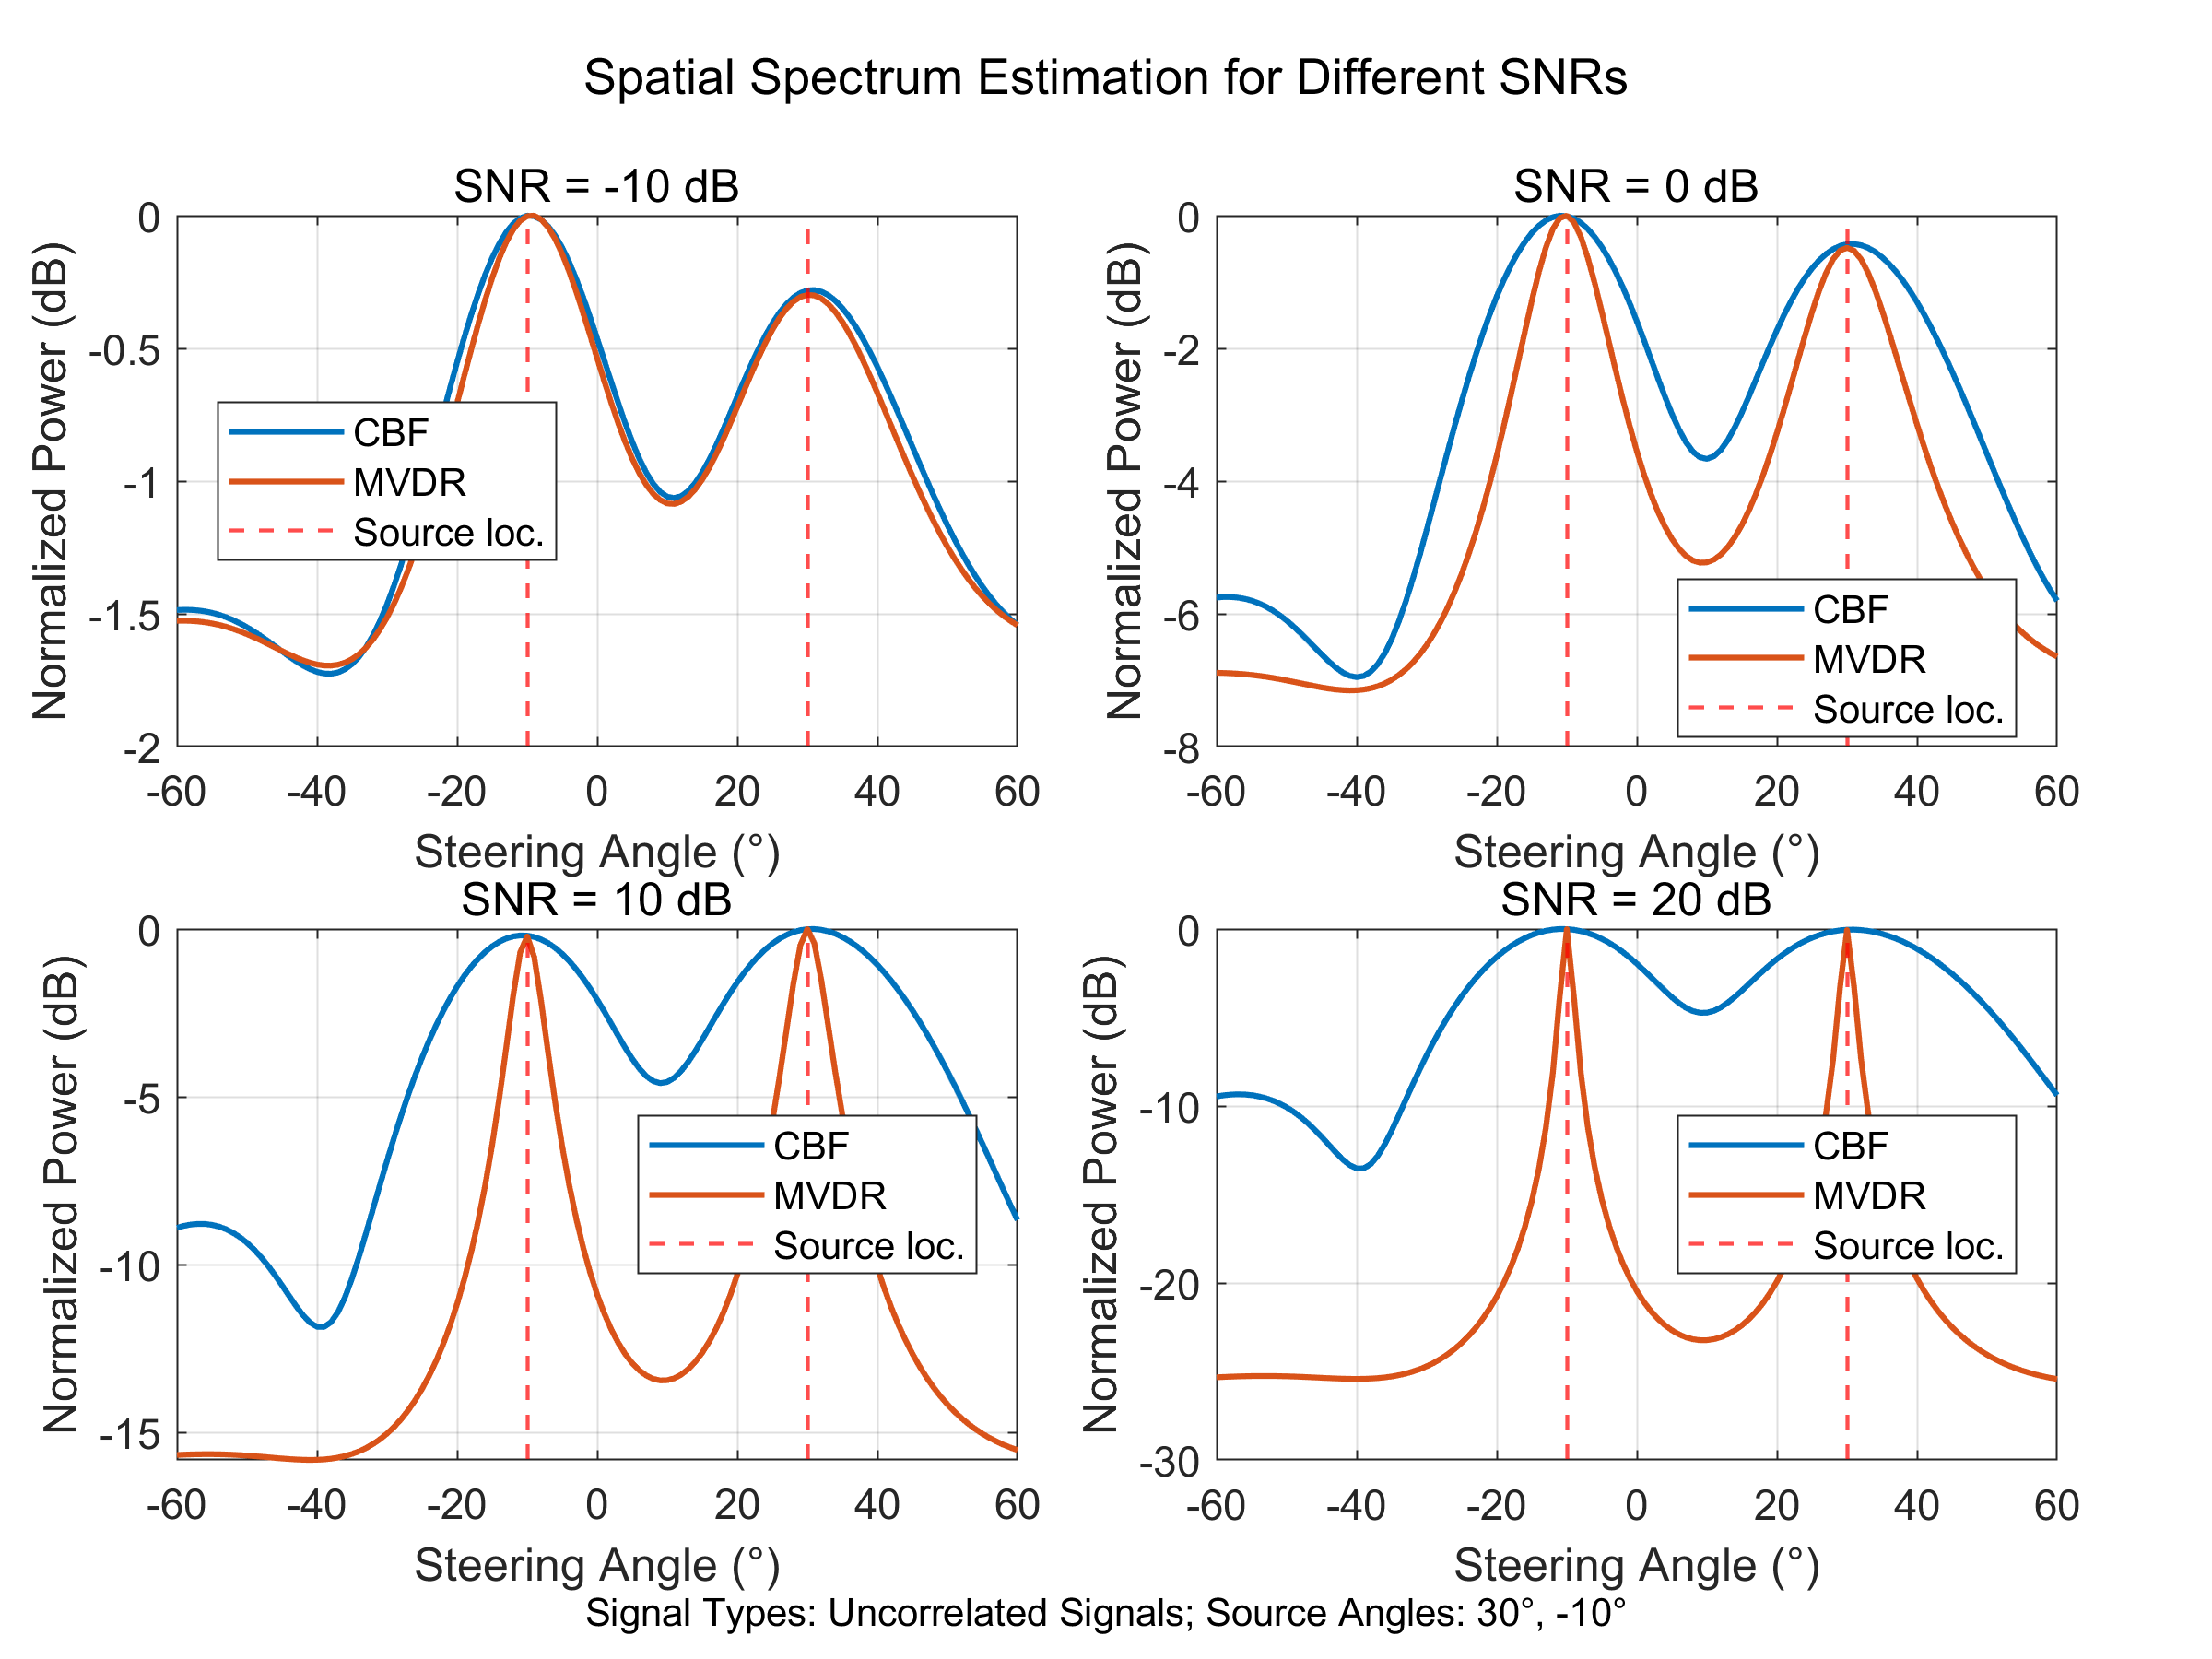 Spatial Spectrum Estimation for Different SNRs
SNR = -10 dB
Normalized Power (dB)
0
-0.5
-1
-1.5
-2
CBF
MVDR
Source loc.
-60 -40 -20 0 20 40 60
Steering Angle (°)
SNR = 0 dB
Normalized Power (dB)
0
-2
-4
-6
-8
CBF
MVDR
Source loc.
-60 -40 -20 0 20 40 60
Steering Angle (°)
SNR = 10 dB
Normalized Power (dB)
0
-5
-10
-15
CBF
MVDR
Source loc.
-60 -40 -20 0 20 40 60
Steering Angle (°)
SNR = 20 dB
Normalized Power (dB)
0
-10
-20
-30
CBF
MVDR
Source loc.
-60 -40 -20 0 20 40 60
Steering Angle (°)
Signal Types: Uncorrelated Signals; Source Angles: 30°, -10°